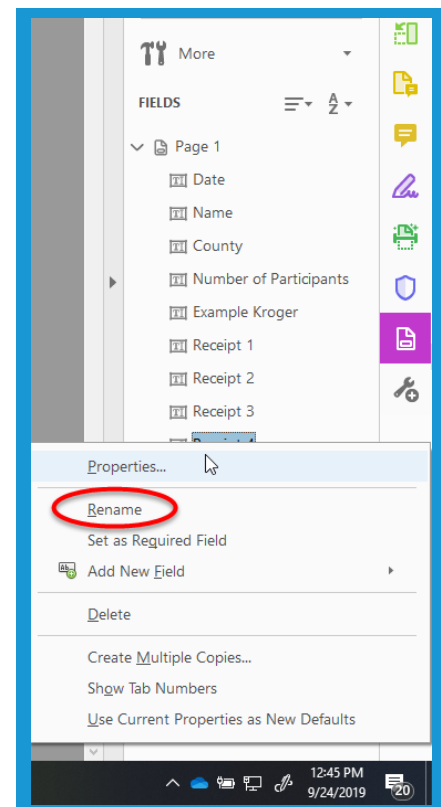 More
FIELDS
A
Z
Page 1
Date
Name
County
Number of Participants
Example Kroger
Receipt 1
Receipt 2
Receipt 3
Properties...
Rename
Set as Required Field
Add New Field
Delete
Create Multiple Copies...
Show Tab Numbers
Use Current Properties as New Defaults
12:45 PM
9/24/2019
20